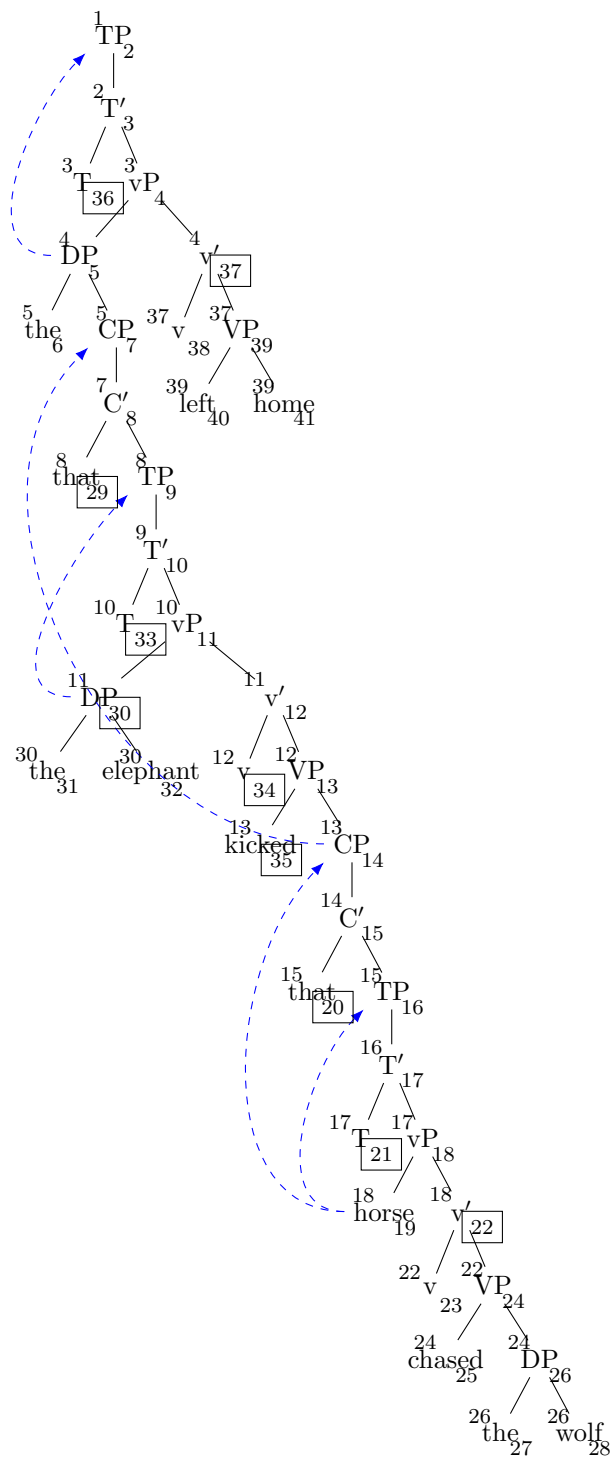 1 TP 2
2 T′ 3
3 T 36 3 vP 4
4 DP 5 4 v′ 37
5 the 6 5 CP 7 37 v 38 37 VP 39
7 C′ 8 39 left 40 39 home 41
8 that 29 8 TP 9
9 T′ 10
10 T 33 10 vP 11
11 DP 30 11 v′ 12
30 the 31 30 elephant 32 12 v 34 12 VP 13
13 kicked 35 13 CP 14
14 C′ 15
15 that 20 15 TP 16
16 T′ 17
17 T 21 17 vP 18
18 horse 19 18 v′ 22
22 v 23 22 VP 24
24 chased 25 24 DP 26
26 the 27 26 wolf 28